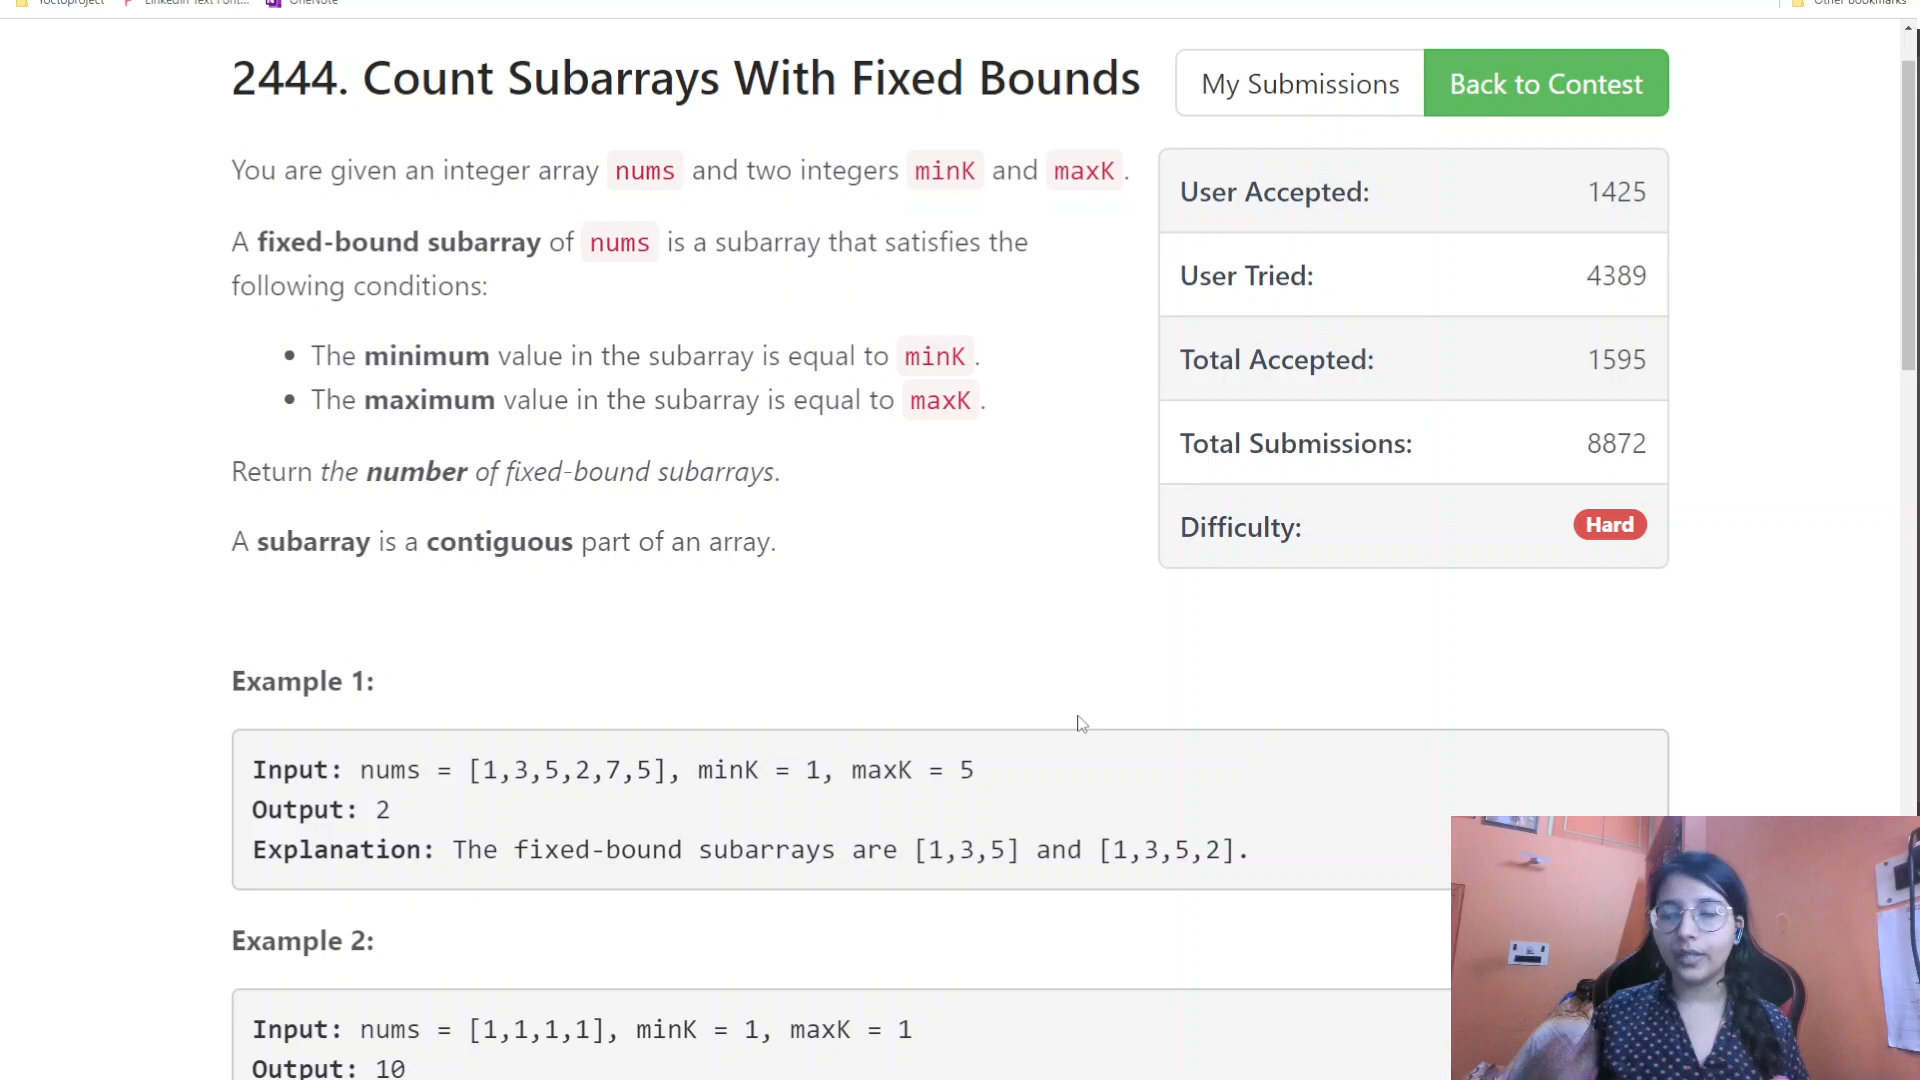 Yoctoproject LinkedIn Text Font... OneNote Other bookmarks
2444. Count Subarrays With Fixed Bounds
My Submissions
Back to Contest
You are given an integer array nums and two integers minK and maxK.
A fixed-bound subarray of nums is a subarray that satisfies the
following conditions:
• The minimum value in the subarray is equal to minK.
• The maximum value in the subarray is equal to maxK.
Return the number of fixed-bound subarrays.
A subarray is a contiguous part of an array.
User Accepted: 1425
User Tried: 4389
Total Accepted: 1595
Total Submissions: 8872
Difficulty: Hard
Example 1:
Input: nums = [1,3,5,2,7,5], minK = 1, maxK = 5
Output: 2
Explanation: The fixed-bound subarrays are [1,3,5] and [1,3,5,2].
Example 2:
Input: nums = [1,1,1,1], minK = 1, maxK = 1
Output: 10